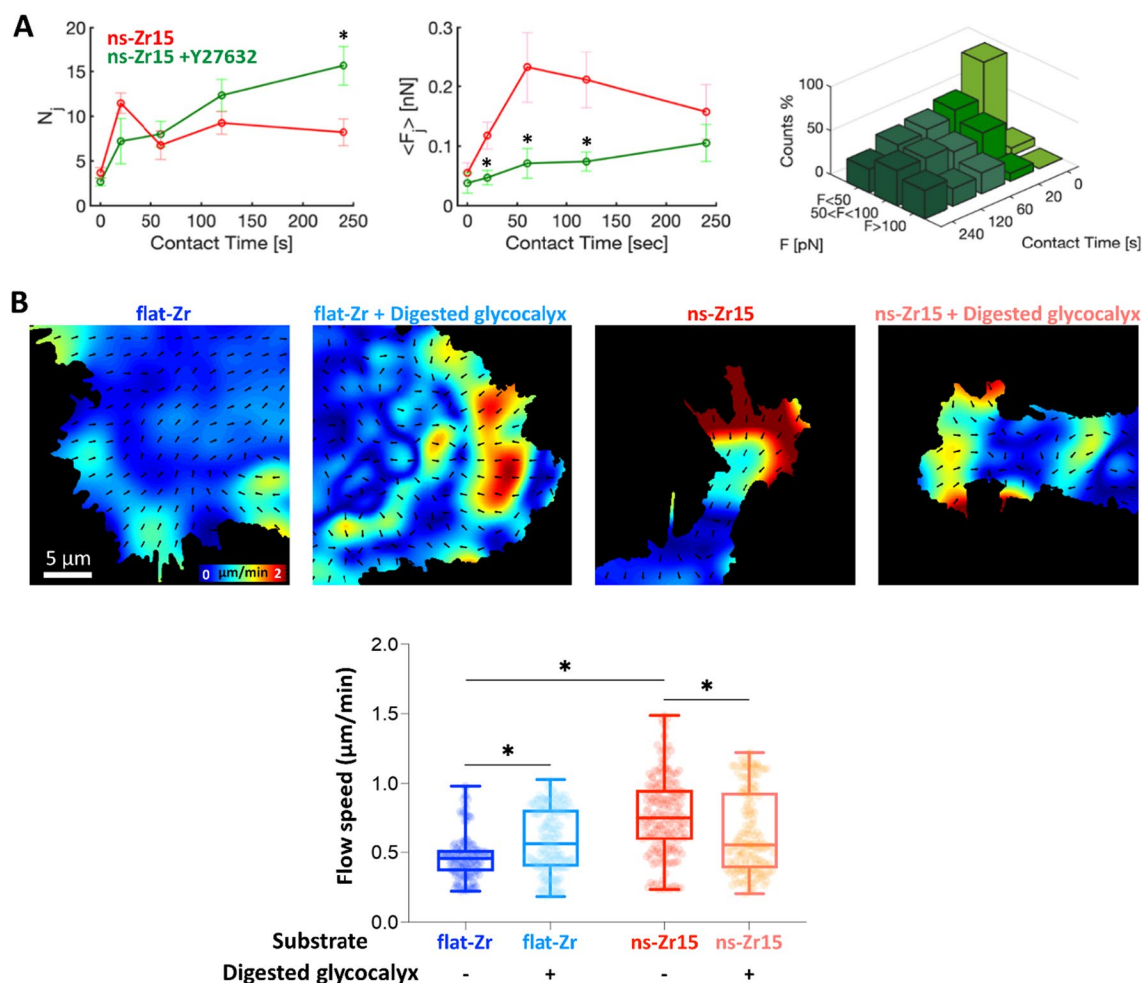 A
ns-Zr15
ns-Zr15 +Y27632
N_j
20
15
10
5
0
0 50 100 150 200 250
Contact Time [s]
*
<F_j> [nN]
0.3
0.2
0.1
0
0 50 100 150 200 250
Contact Time [sec]
* * *
Counts %
100
50
0
F<50
50<F<100
F>100
F [pN]
240 120 60 20 0
Contact Time [s]
B
flat-Zr
flat-Zr + Digested glycocalyx
ns-Zr15
ns-Zr15 + Digested glycocalyx
5 µm
0 µm/min 2
Flow speed (µm/min)
2.0
1.5
1.0
0.5
0.0
* * *
Substrate flat-Zr flat-Zr ns-Zr15 ns-Zr15
Digested glycocalyx - + - +